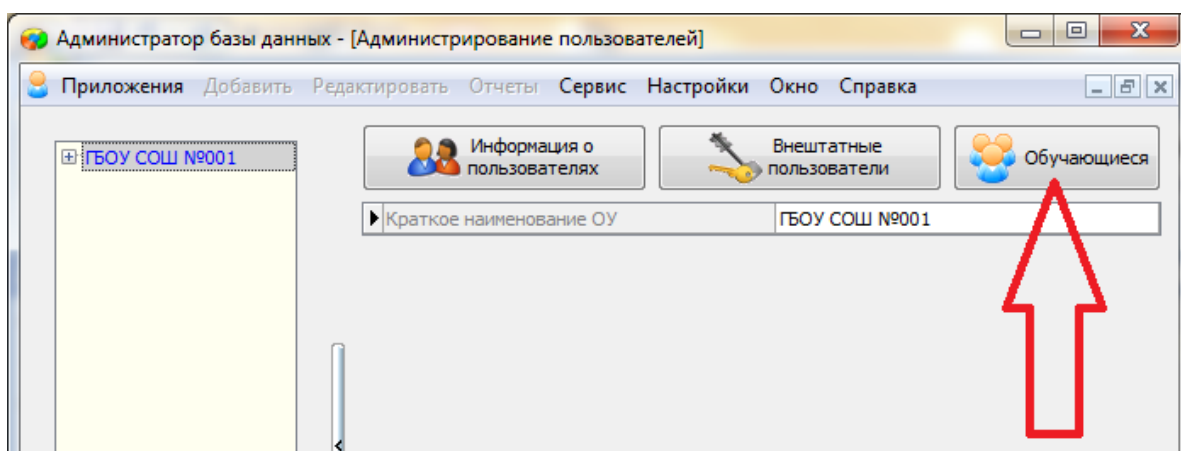 Администратор базы данных - [Администрирование пользователей]
Приложения Добавить Редактировать Отчеты Сервис Настройки Окно Справка
ГБОУ СОШ №001
Информация о
пользователях
Внештатные
пользователи
Обучающиеся
Краткое наименование ОУ ГБОУ СОШ №001